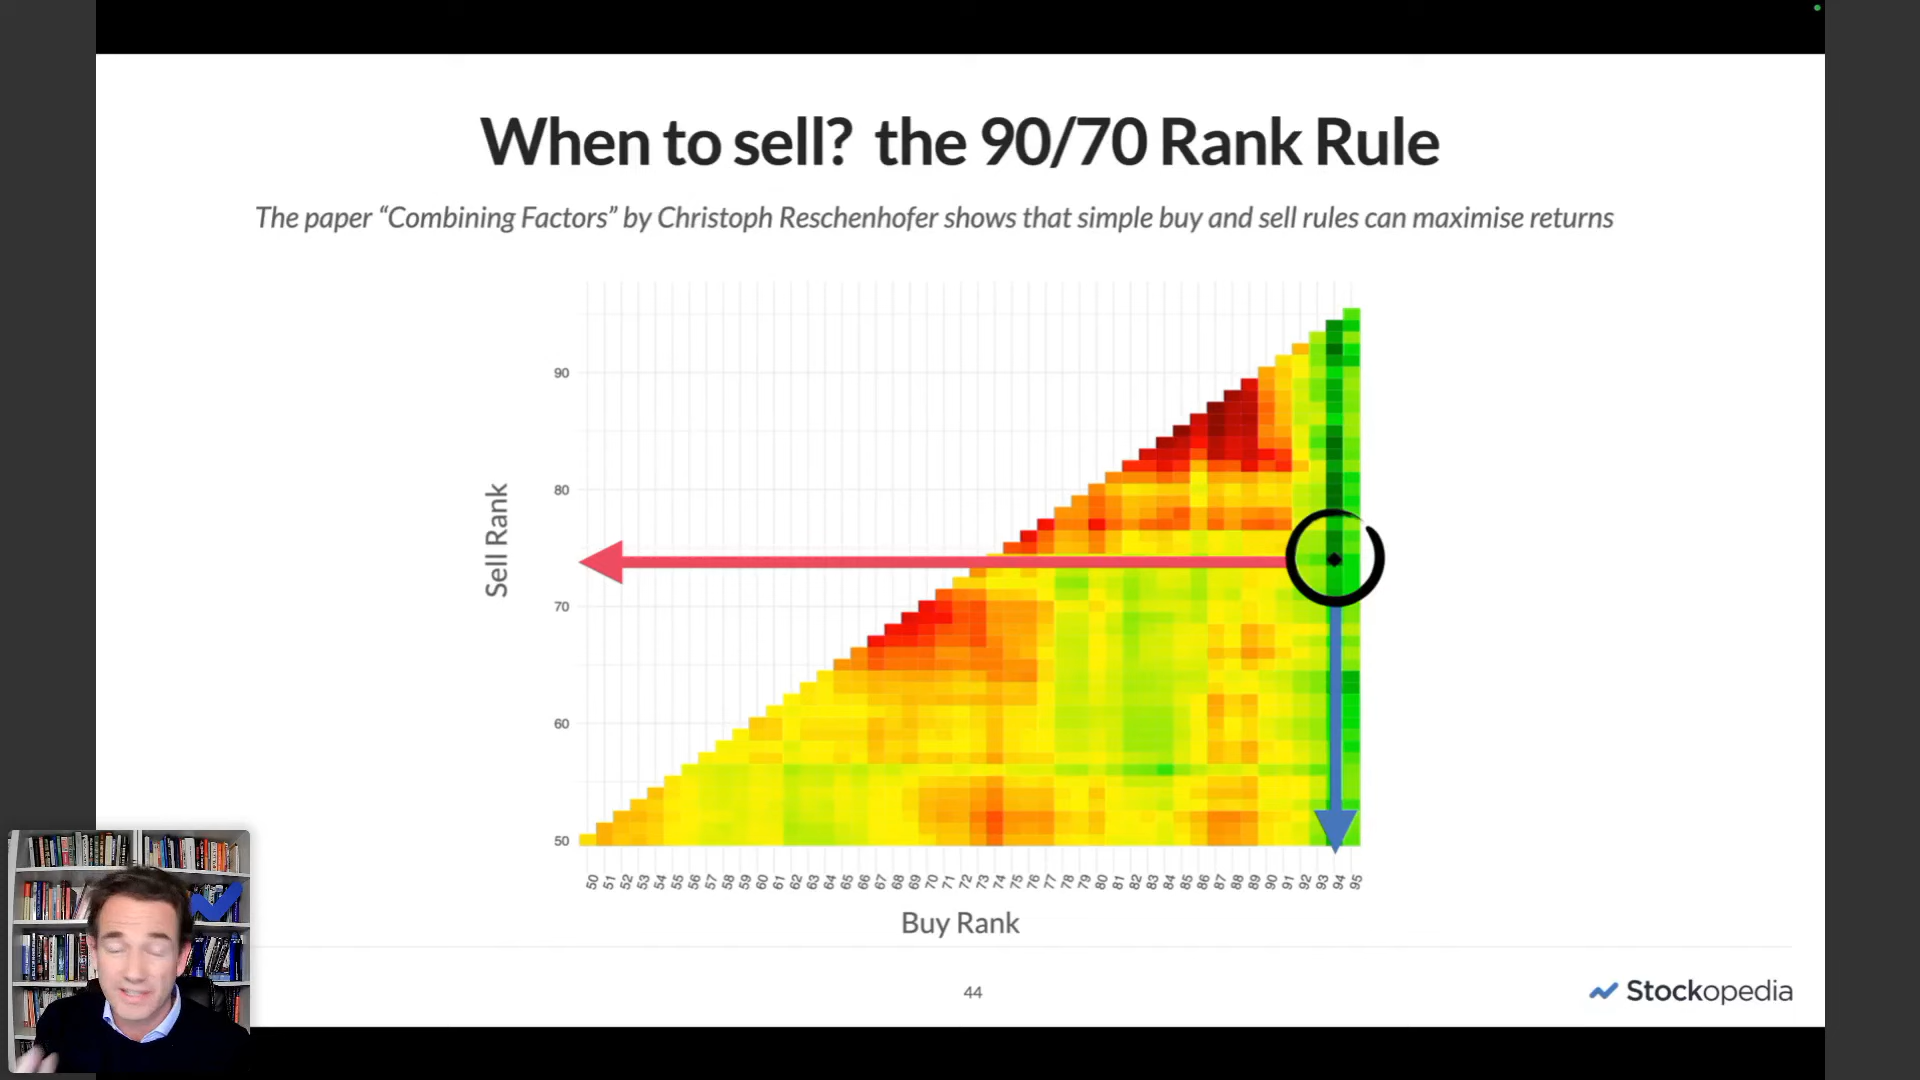 When to sell? the 90/70 Rank Rule
The paper “Combining Factors” by Christoph Reschenhofer shows that simple buy and sell rules can maximise returns
Sell Rank
90
80
70
60
50
50 51 52 53 54 55 56 57 58 59 60 61 62 63 64 65 66 67 68 69 70 71 72 73 74 75 76 77 78 79 80 81 82 83 84 85 86 87 88 89 90 91 92 93 94 95
Buy Rank
44
Stockopedia